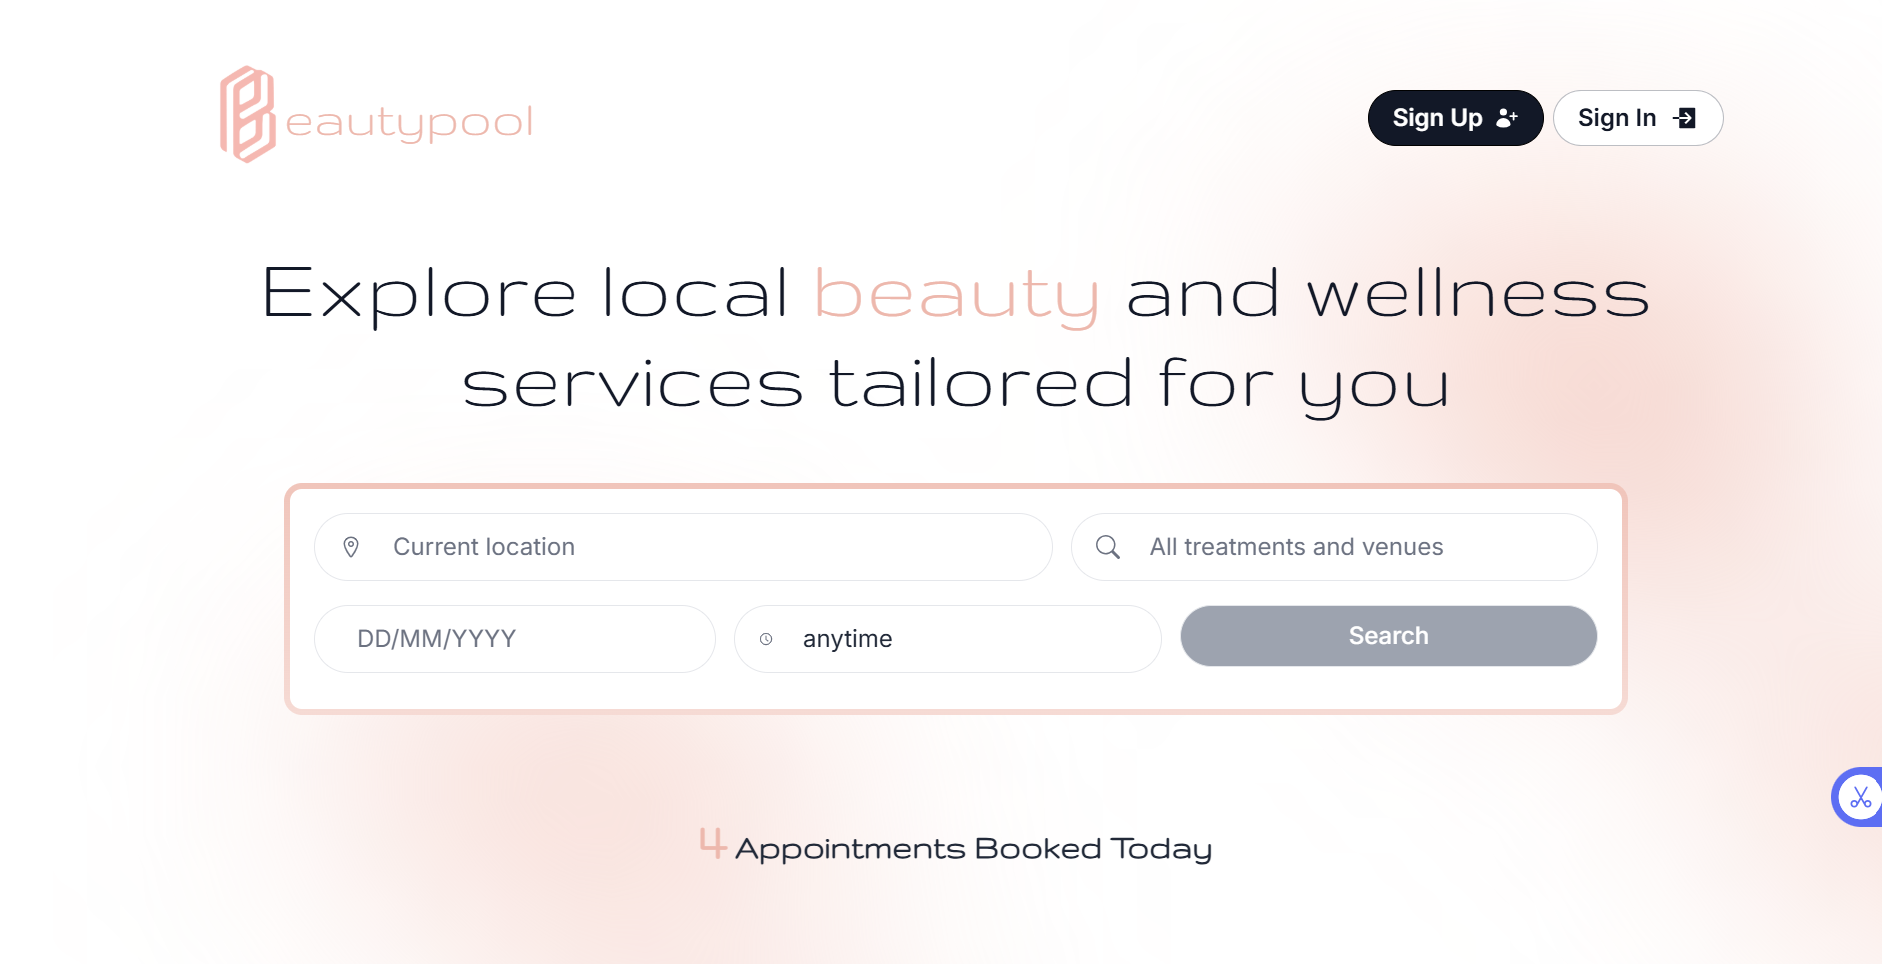 Beautypool
Sign Up
Sign In
Explore local beauty and wellness
services tailored for you
Current location
All treatments and venues
DD/MM/YYYY
anytime
Search
4 Appointments Booked Today